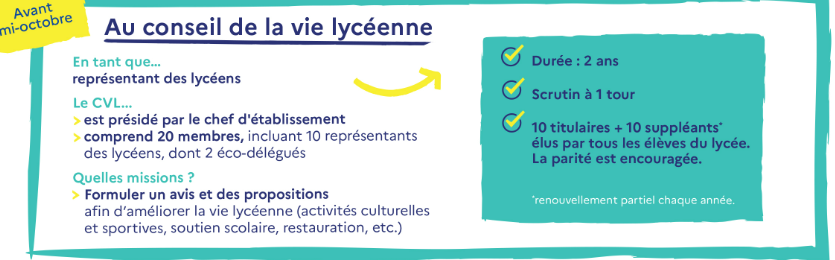 Avant
mi-octobre
Au conseil de la vie lycéenne
En tant que...
représentant des lycéens
Le CVL...
> est présidé par le chef d'établissement
> comprend 20 membres, incluant 10 représentants
des lycéens, dont 2 éco-délégués
Quelles missions ?
> Formuler un avis et des propositions
afin d'améliorer la vie lycéenne (activités culturelles
et sportives, soutien scolaire, restauration, etc.)
Durée : 2 ans
Scrutin à 1 tour
10 titulaires + 10 suppléants*
élus par tous les élèves du lycée.
La parité est encouragée.
*renouvellement partiel chaque année.